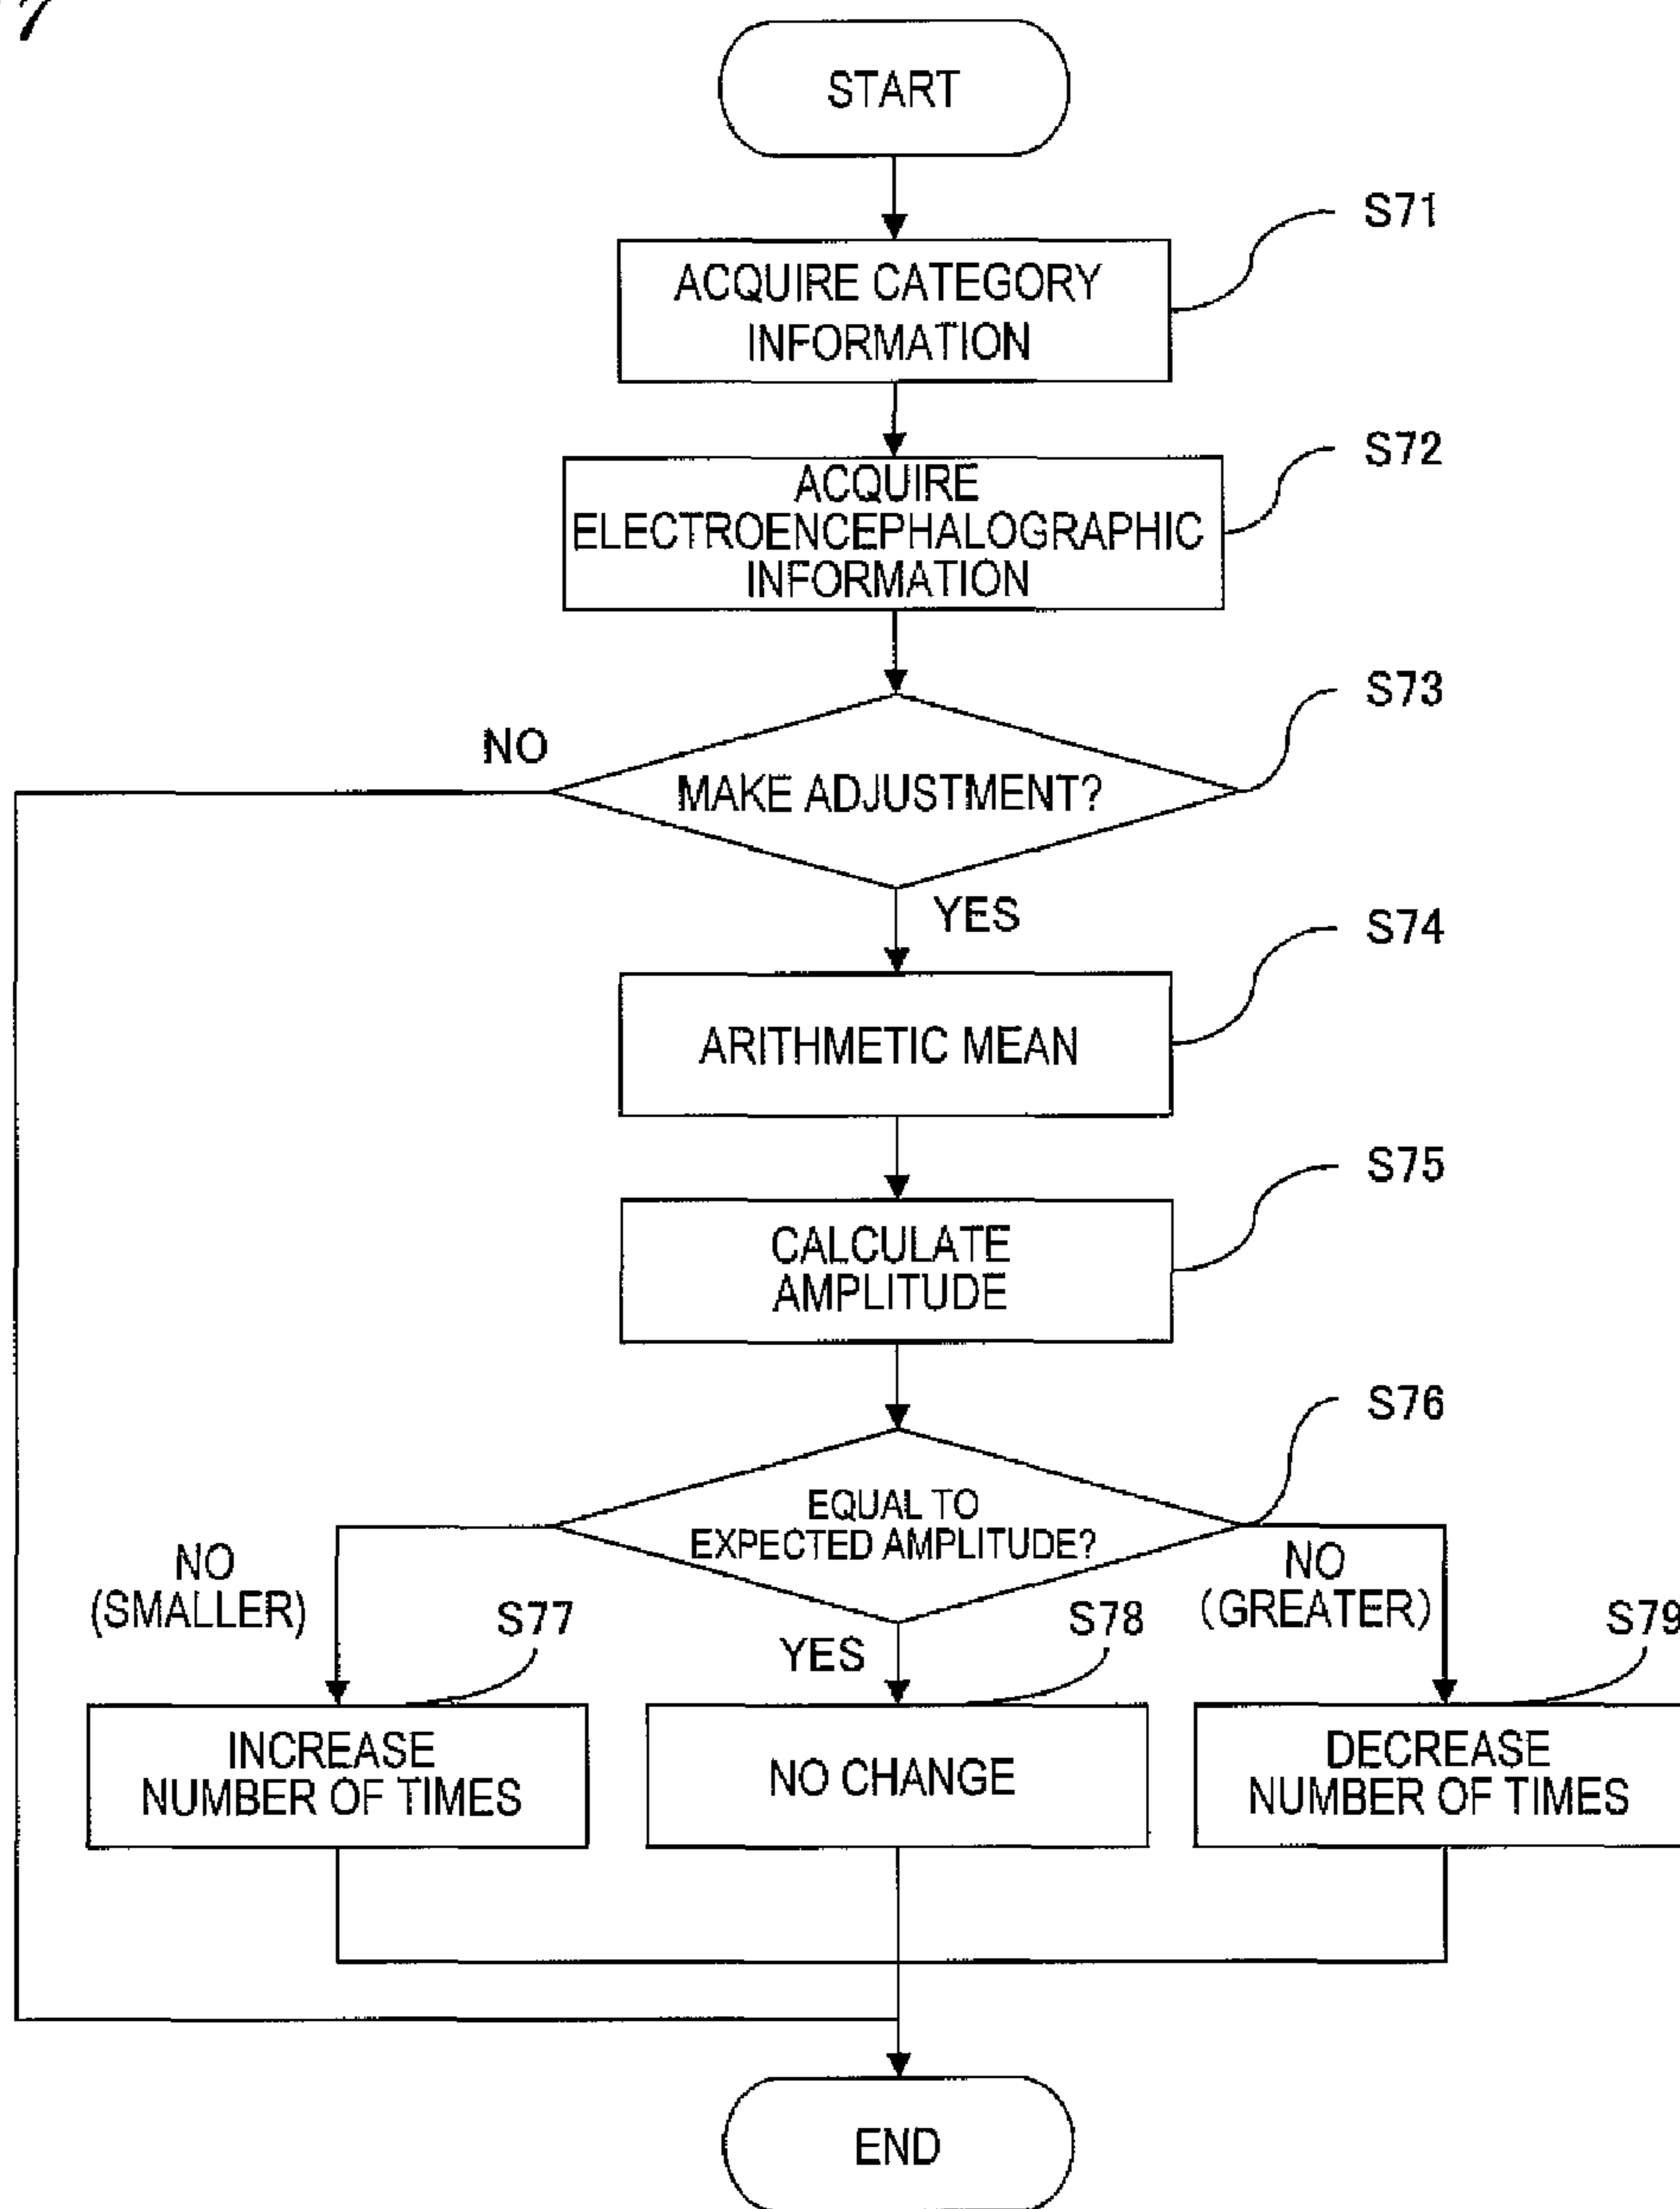 7
START
S71
ACQUIRE CATEGORY
INFORMATION
S72
ACQUIRE
ELECTROENCEPHALOGRAPHIC
INFORMATION
S73
NO
MAKE ADJUSTMENT?
YES
S74
ARITHMETIC MEAN
S75
CALCULATE
AMPLITUDE
S76
EQUAL TO
EXPECTED AMPLITUDE?
NO
(SMALLER)
NO
(GREATER)
S77
YES
S78
S79
INCREASE
NUMBER OF TIMES
NO CHANGE
DECREASE
NUMBER OF TIMES
END